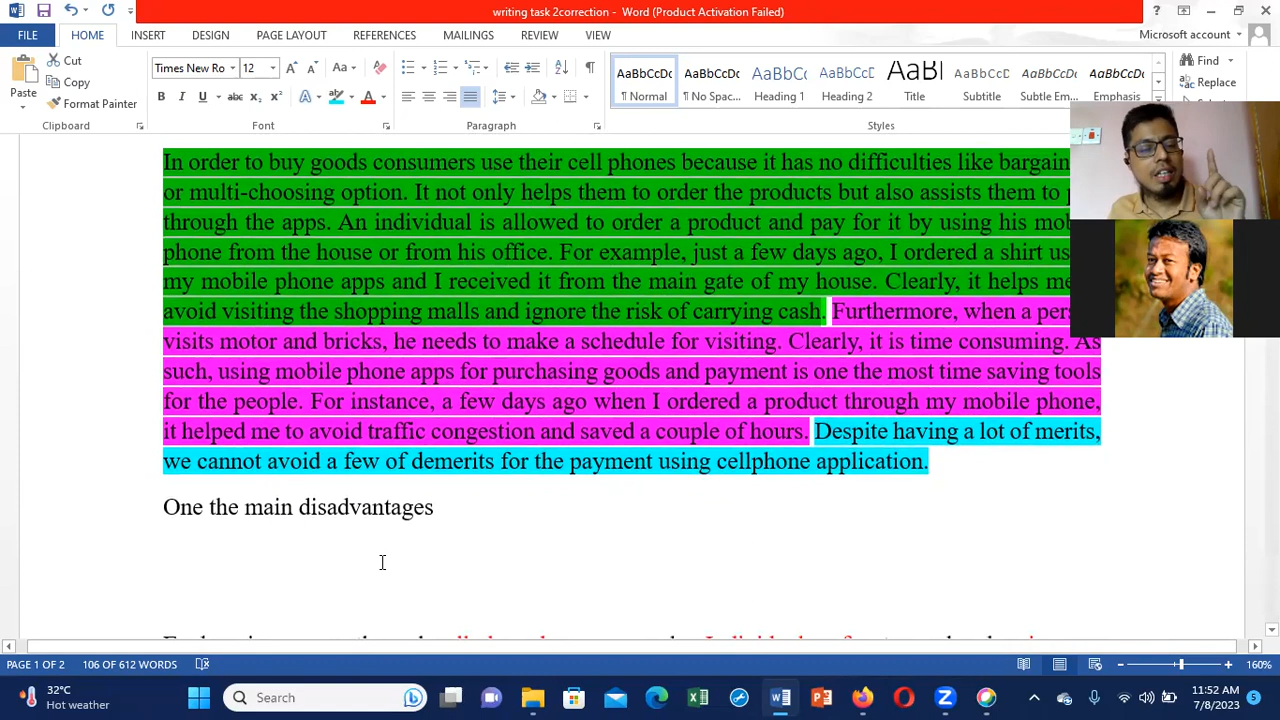 writing task 2correction - Word (Product Activation Failed)
FILE HOME INSERT DESIGN PAGE LAYOUT REFERENCES MAILINGS REVIEW VIEW Microsoft account
Paste Cut Copy Format Painter
Times New Ro 12
Find
Replace
AaBbCcDc AaBbCcDc AaBbC AaBbCcC AaBl AaBbCcD AaBbCcDc AaBbCcDc
¶ Normal ¶ No Spac... Heading 1 Heading 2 Title Subtitle Subtle Em... Emphasis
Clipboard Font Paragraph Styles
In order to buy goods consumers use their cell phones because it has no difficulties like bargain
or multi-choosing option. It not only helps them to order the products but also assists them to
through the apps. An individual is allowed to order a product and pay for it by using his mob
phone from the house or from his office. For example, just a few days ago, I ordered a shirt us
my mobile phone apps and I received it from the main gate of my house. Clearly, it helps me
avoid visiting the shopping malls and ignore the risk of carrying cash. Furthermore, when a pers
visits motor and bricks, he needs to make a schedule for visiting. Clearly, it is time consuming. As
such, using mobile phone apps for purchasing goods and payment is one the most time saving tools
for the people. For instance, a few days ago when I ordered a product through my mobile phone,
it helped me to avoid traffic congestion and saved a couple of hours. Despite having a lot of merits,
we cannot avoid a few of demerits for the payment using cellphone application.
One the main disadvantages
PAGE 1 OF 2 106 OF 612 WORDS 160%
32°C
Hot weather
Search
11:52 AM
7/8/2023
5